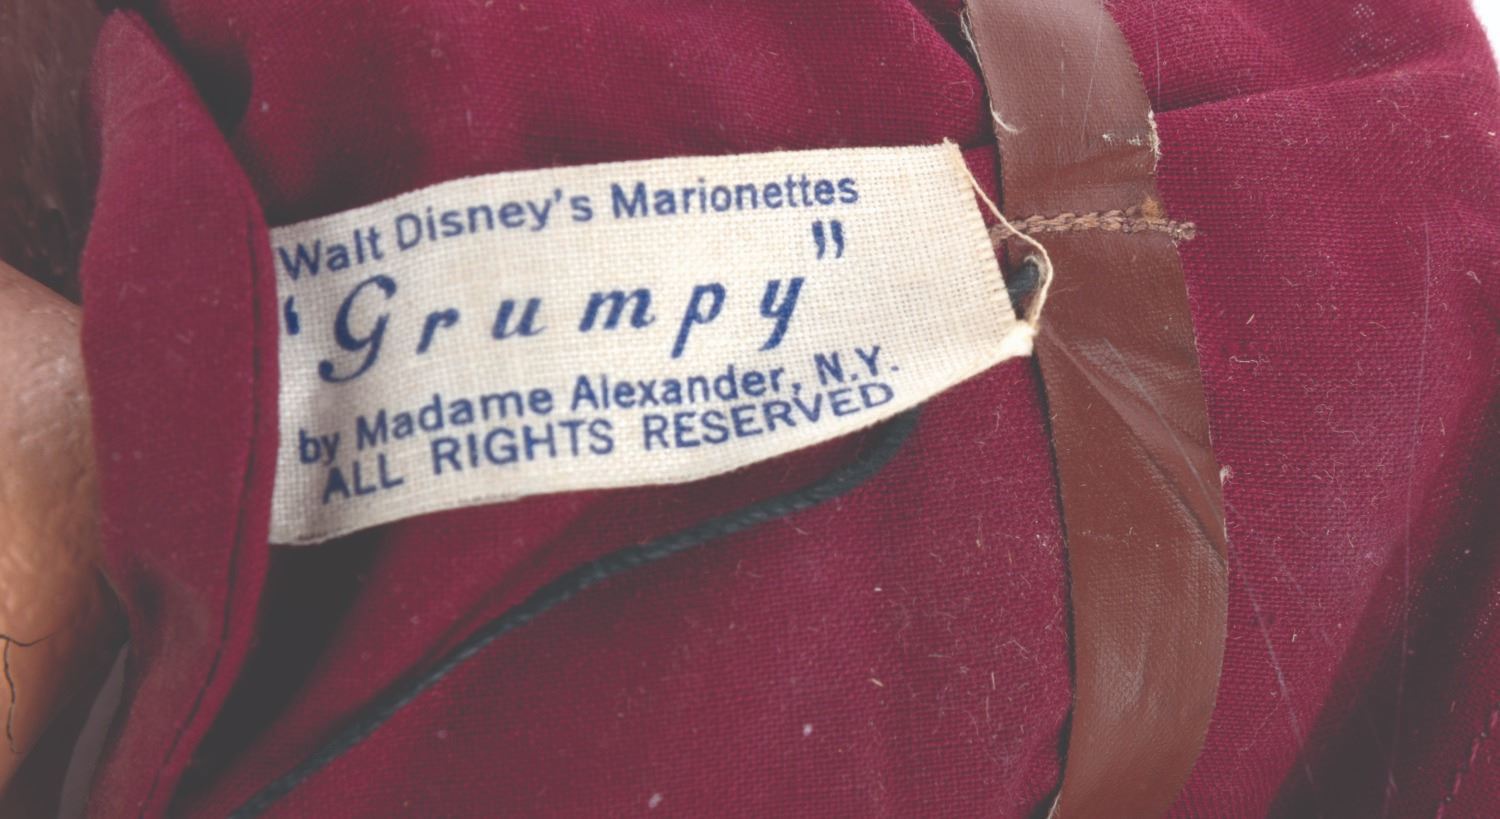 Walt Disney's Marionettes
‘Grumpy”
by Madame Alexander, N.Y.
ALL RIGHTS RESERVED